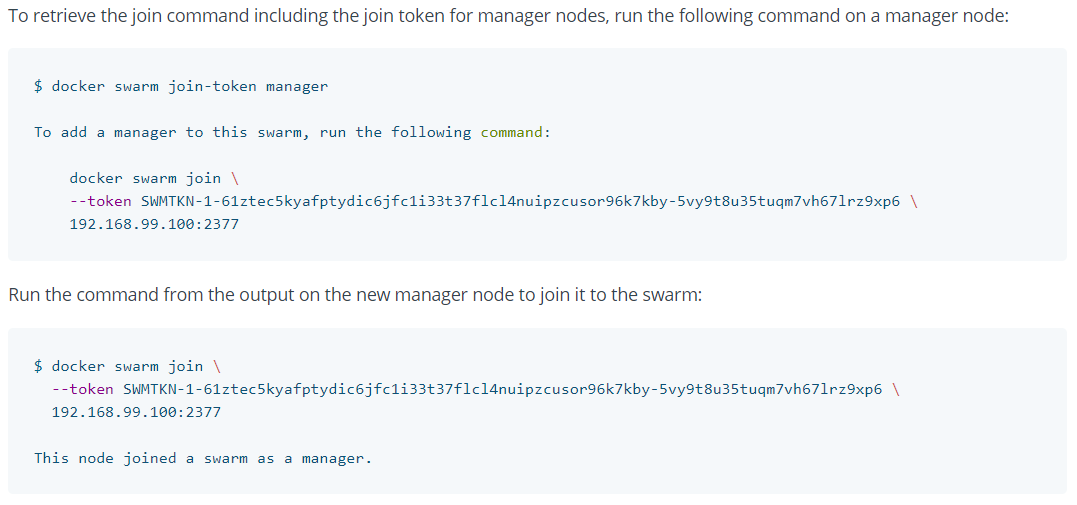 To retrieve the join command including the join token for manager nodes, run the following command on a manager node:
$ docker swarm join-token manager
To add a manager to this swarm, run the following command:
docker swarm join \
--token SWMTKN-1-61ztec5kyafptydic6jfc1i33t37flcl4nuipzcusor96k7kby-5vy9t8u35tuqm7vh67lrz9xp6 \
192.168.99.100:2377
Run the command from the output on the new manager node to join it to the swarm:
$ docker swarm join \
--token SWMTKN-1-61ztec5kyafptydic6jfc1i33t37flcl4nuipzcusor96k7kby-5vy9t8u35tuqm7vh67lrz9xp6 \
192.168.99.100:2377
This node joined a swarm as a manager.